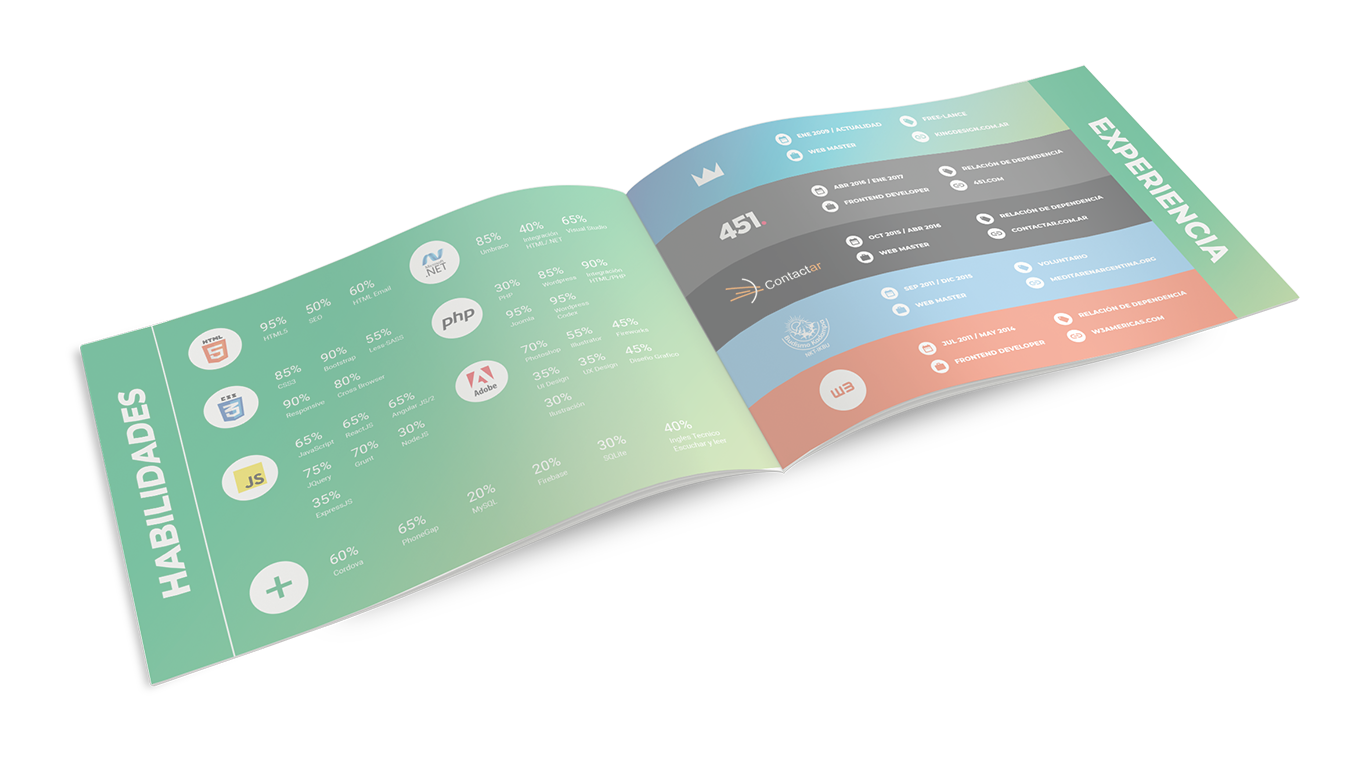 HABILIDADES
HTML
5
95%
HTML5
50%
SEO
60%
HTML Email
CSS
3
85%
CSS3
90%
Bootstrap
55%
Less-SASS
90%
Responsive
80%
Cross Browser
JS
65%
JavaScript
65%
ReactJS
65%
Angular JS/2
75%
JQuery
70%
Grunt
30%
NodeJS
35%
ExpressJS
+
60%
Cordova
65%
PhoneGap
20%
MySQL
20%
Firebase
30%
SQLite
40%
Ingles Tecnico
Escuchar y leer
Microsoft
.NET
85%
Umbraco
40%
Integración
HTML/.NET
65%
Visual Studio
php
30%
PHP
85%
Wordpress
90%
Integración
HTML/Php
95%
Joomla
95%
Wordpress
Codex
Adobe
70%
Photoshop
55%
Illustrator
45%
Fireworks
35%
UI Design
35%
UX Design
45%
Diseño Grafico
30%
Ilustración
EXPERIENCIA
ENE 2009 / ACTUALIDAD
FREE-LANCE
WEB MASTER
KINGDESIGN.COM.AR
451.
ABR 2016 / ENE 2017
RELACIÓN DE DEPENDENCIA
FRONTEND DEVELOPER
451.COM
Contactar
OCT 2015 / ABR 2016
RELACIÓN DE DEPENDENCIA
WEB MASTER
CONTACTAR.COM.AR
SEP 2011 / DIC 2015
VOLUNTARIO
WEB MASTER
MEDITARENARGENTINA.ORG
W3
JUL 2011 / MAY 2014
RELACIÓN DE DEPENDENCIA
FRONTEND DEVELOPER
W3AMERICAS.COM